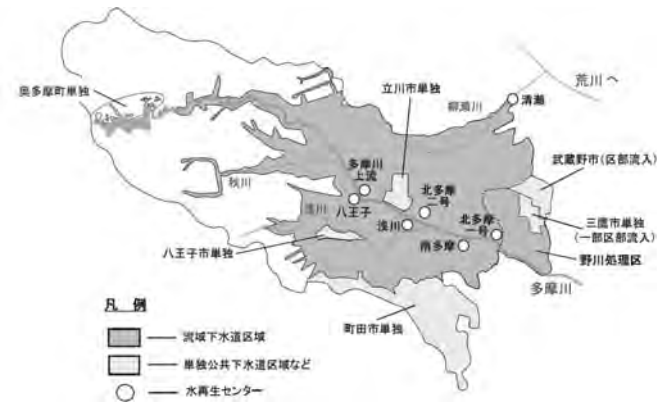 奥多摩町単独
立川市単独
柳瀬川
清瀬
荒川へ
武蔵野市(区部流入)
三鷹市単独
(一部区部流入)
野川処理区
多摩川
多摩川
上流
北多摩
二号
北多摩
一号
秋川
浅川
八王子
浅川
南多摩
八王子市単独
町田市単独
凡 例
流域下水道区域
単独公共下水道区域など
水再生センター